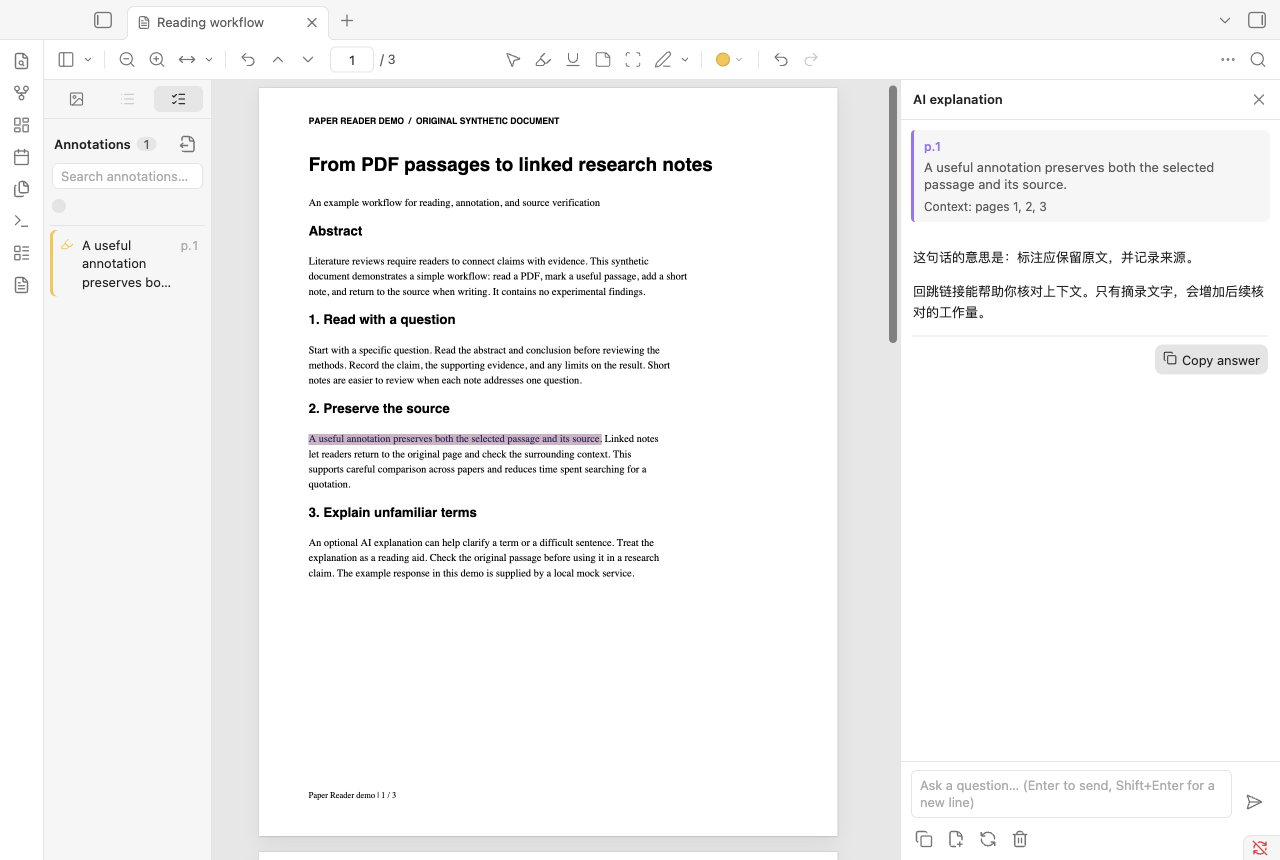 Reading workflow
1 / 3
Annotations 1
Search annotations...
A useful
annotation
preserves bo...
p.1
PAPER READER DEMO / ORIGINAL SYNTHETIC DOCUMENT
From PDF passages to linked research notes
An example workflow for reading, annotation, and source verification
Abstract
Literature reviews require readers to connect claims with evidence. This synthetic
document demonstrates a simple workflow: read a PDF, mark a useful passage, add a short
note, and return to the source when writing. It contains no experimental findings.
1. Read with a question
Start with a specific question. Read the abstract and conclusion before reviewing the
methods. Record the claim, the supporting evidence, and any limits on the result. Short
notes are easier to review when each note addresses one question.
2. Preserve the source
A useful annotation preserves both the selected passage and its source. Linked notes
let readers return to the original page and check the surrounding context. This
supports careful comparison across papers and reduces time spent searching for a
quotation.
3. Explain unfamiliar terms
An optional AI explanation can help clarify a term or a difficult sentence. Treat the
explanation as a reading aid. Check the original passage before using it in a research
claim. The example response in this demo is supplied by a local mock service.
Paper Reader demo | 1 / 3
AI explanation
p.1
A useful annotation preserves both the selected
passage and its source.
Context: pages 1, 2, 3
这句话的意思是：标注应保留原文，并记录来源。
回跳链接能帮助你核对上下文。只有摘录文字，会增加后续核
对的工作量。
Copy answer
Ask a question... (Enter to send, Shift+Enter for a
new line)